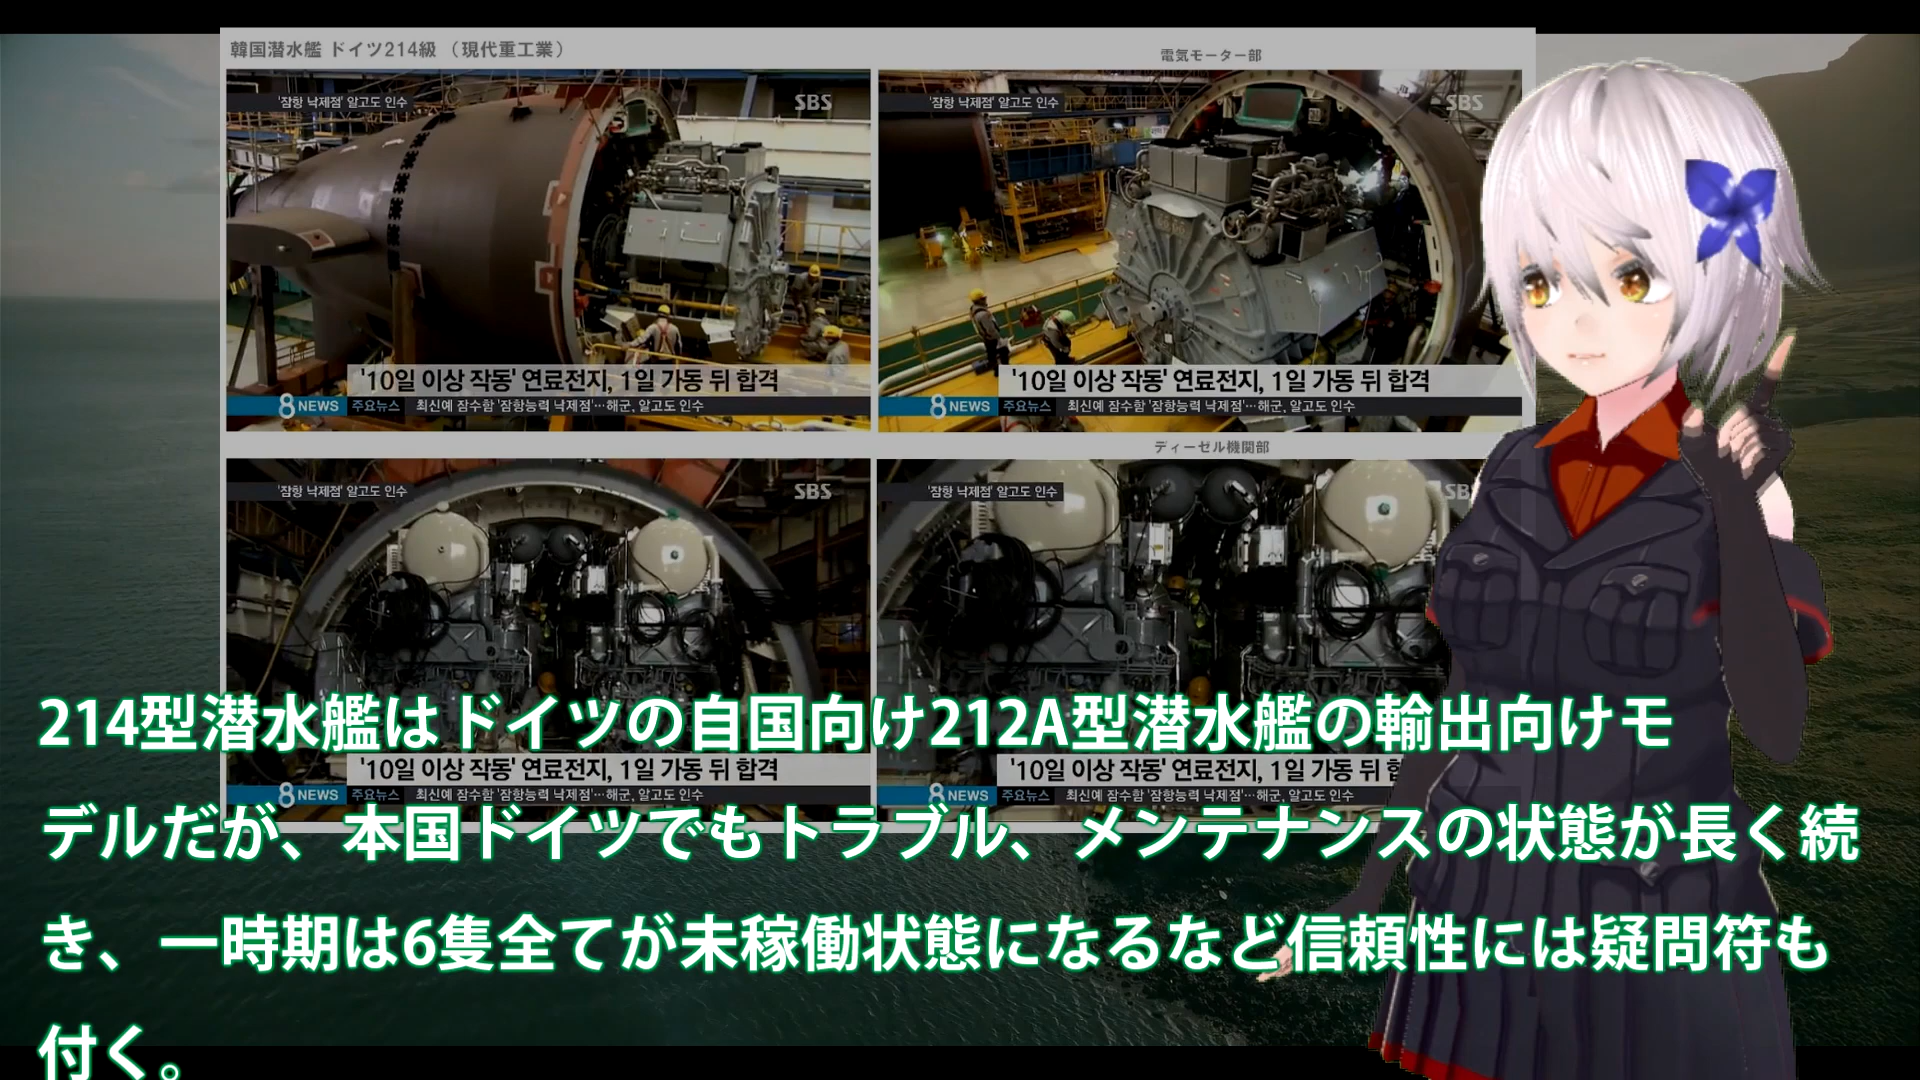 韓国潜水艦 ドイツ214級 （現代重工業）
電気モーター部
'잠항 낙제점' 알고도 인수
SBS
'10일 이상 작동' 연료전지, 1일 가동 뒤 합격
8 NEWS 주요뉴스 최신예 잠수함 '잠항능력 낙제점'…해군, 알고도 인수
'잠항 낙제점' 알고도 인수
SBS
'10일 이상 작동' 연료전지, 1일 가동 뒤 합격
8 NEWS 주요뉴스 최신예 잠수함 '잠항능력 낙제점'…해군, 알고도 인수
ディーゼル機関部
'잠항 낙제점' 알고도 인수
SBS
'10일 이상 작동' 연료전지, 1일 가동 뒤 합격
8 NEWS 주요뉴스 최신예 잠수함 '잠항능력 낙제점'…해군, 알고도 인수
'잠항 낙제점' 알고도 인수
SB
'10일 이상 작동' 연료전지, 1일 가동 뒤 합
8 NEWS 주요뉴스 최신예 잠수함 '잠항능력 낙제점'…해군, 알고도 인수
214型潜水艦はドイツの自国向け212A型潜水艦の輸出向けモ
デルだが、本国ドイツでもトラブル、メンテナンスの状態が長く続
き、一時期は6隻全てが未稼働状態になるなど信頼性には疑問符も
付く。